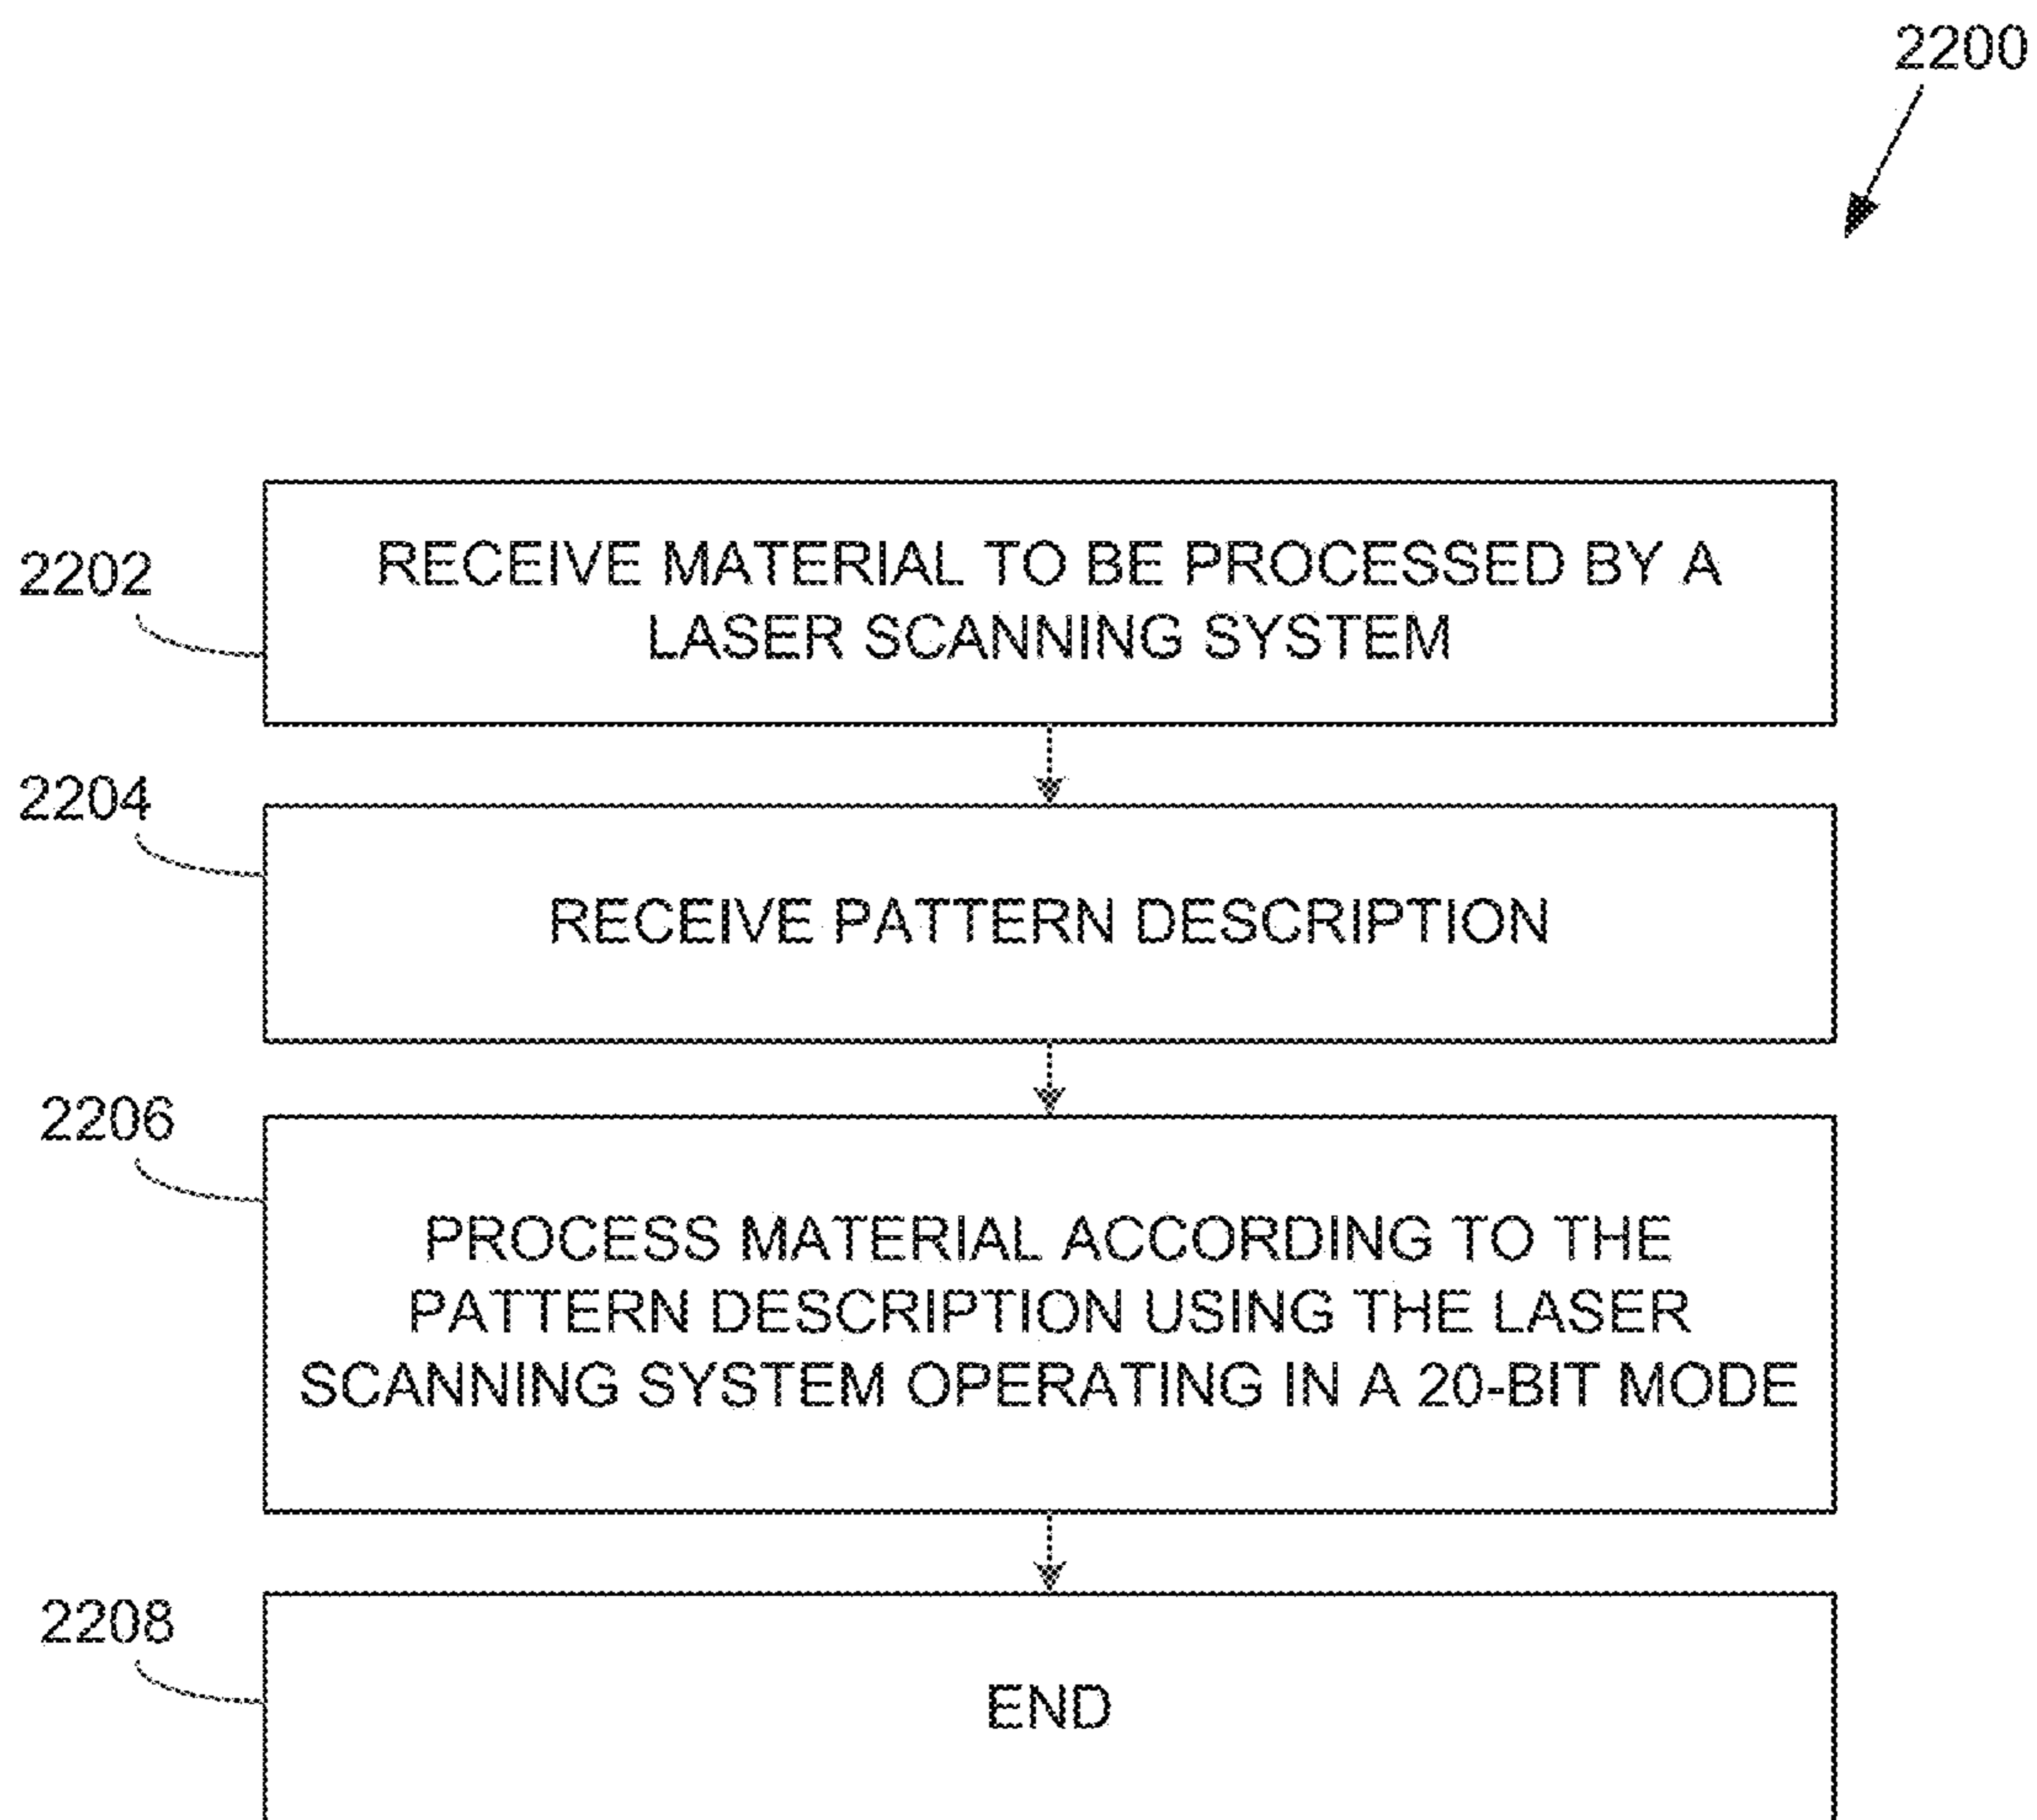 2200
2202
RECEIVE MATERIAL TO BE PROCESSED BY A
LASER SCANNING SYSTEM
2204
RECEIVE PATTERN DESCRIPTION
2206
PROCESS MATERIAL ACCORDING TO THE
PATTERN DESCRIPTION USING THE LASER
SCANNING SYSTEM OPERATING IN A 20-BIT MODE
2208
END